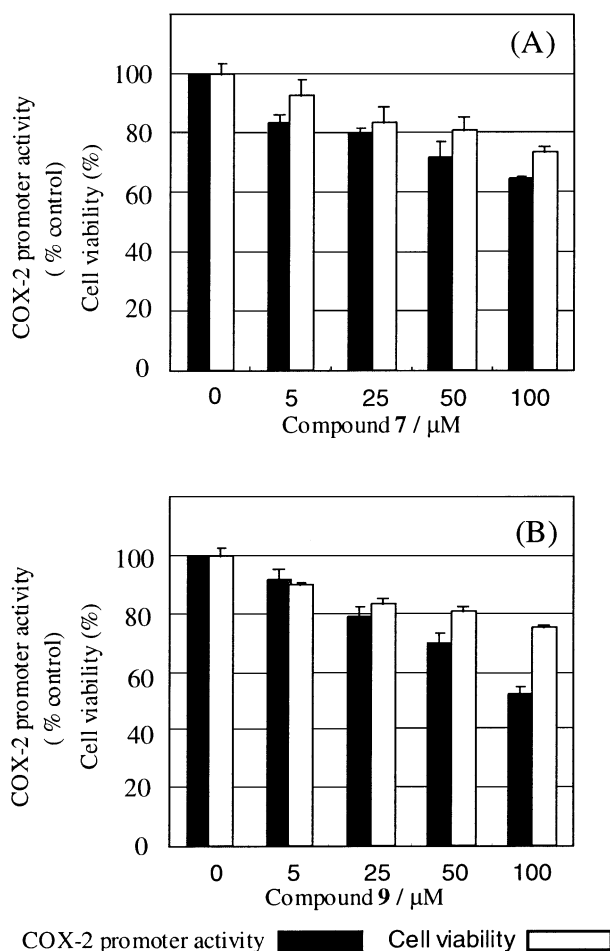 (A)
COX-2 promoter activity
( % control)
Cell viability (%)
100
80
60
40
20
0
0 5 25 50 100
Compound 7 / μM
(B)
COX-2 promoter activity
( % control)
Cell viability (%)
100
80
60
40
20
0
0 5 25 50 100
Compound 9 / μM
COX-2 promoter activity Cell viability